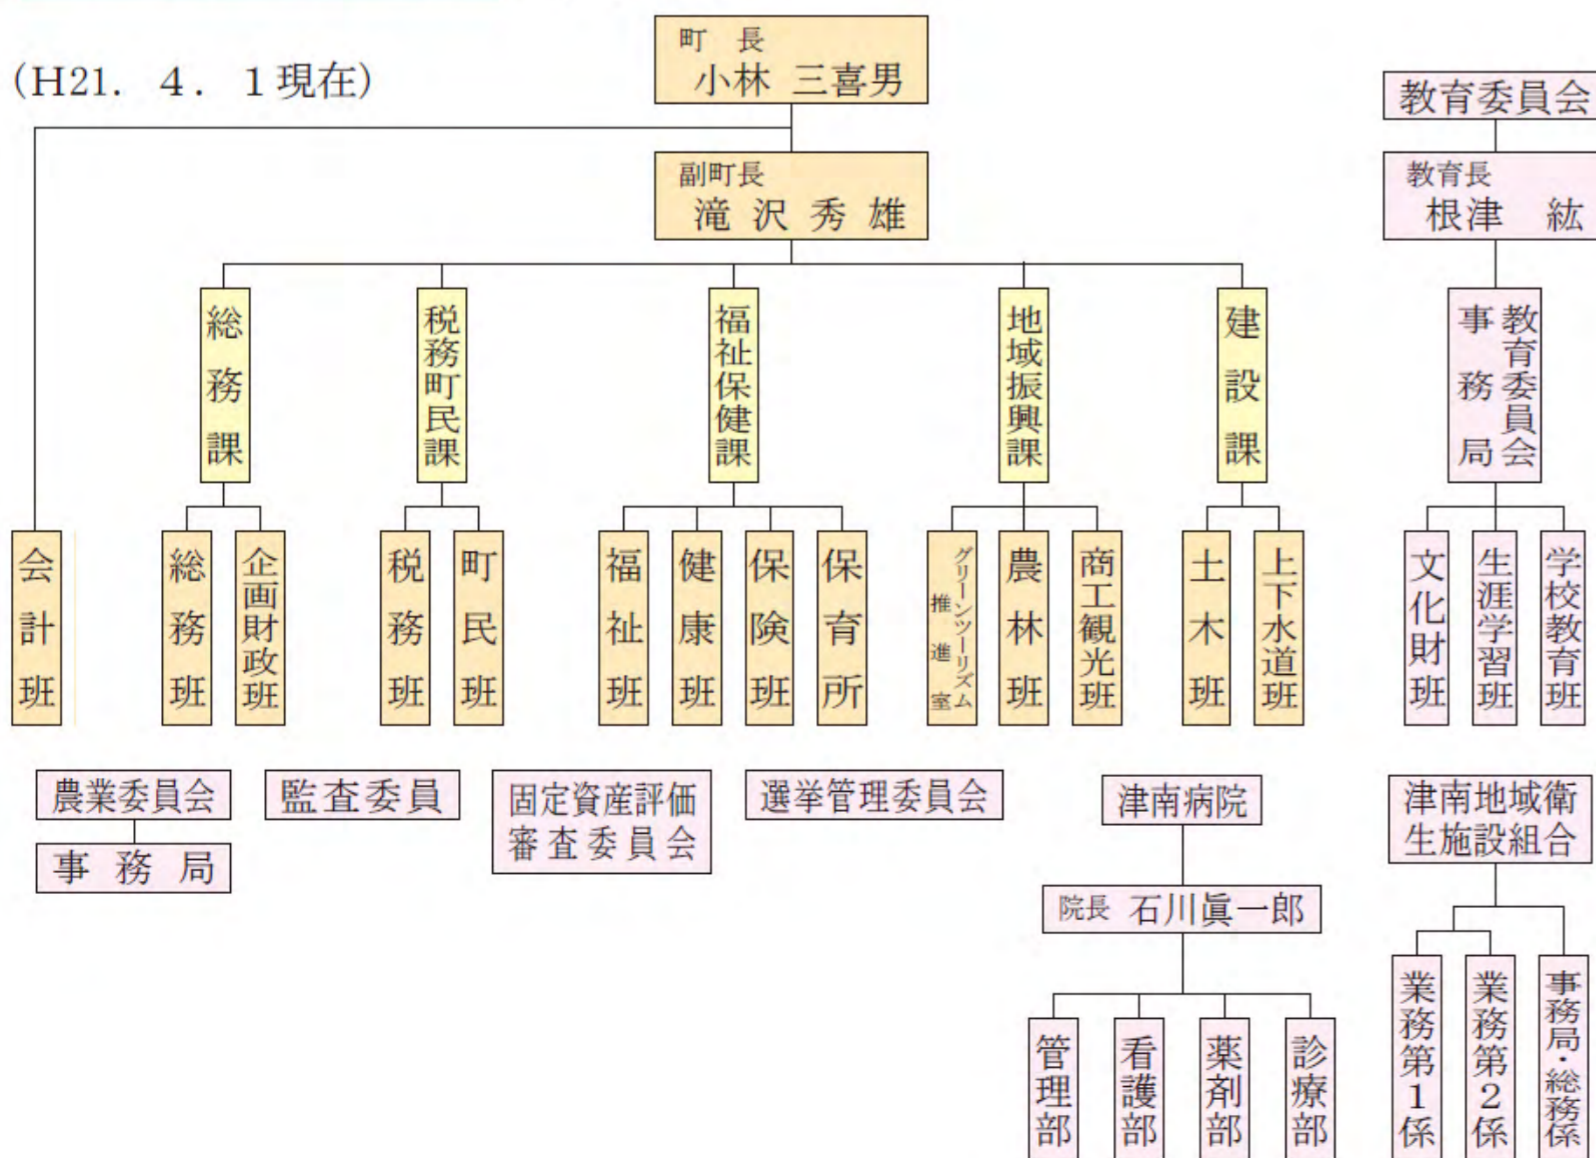 (H21. 4. 1現在)
町 長
小林 三喜男
副町長
滝沢秀雄
教育委員会
教育長
根津 紘
総務課
税務町民課
福祉保健課
地域振興課
建設課
教育委員会
事務局
会計班
総務班
企画財政班
税務班
町民班
福祉班
健康班
保険班
保育所
グリーンツーリズム
推進室
農林班
商工観光班
土木班
上下水道班
文化財班
生涯学習班
学校教育班
農業委員会
事務局
監査委員
固定資産評価
審査委員会
選挙管理委員会
津南病院
院長 石川眞一郎
管理部
看護部
薬剤部
診療部
津南地域衛
生施設組合
業務第1係
業務第2係
事務局・総務係